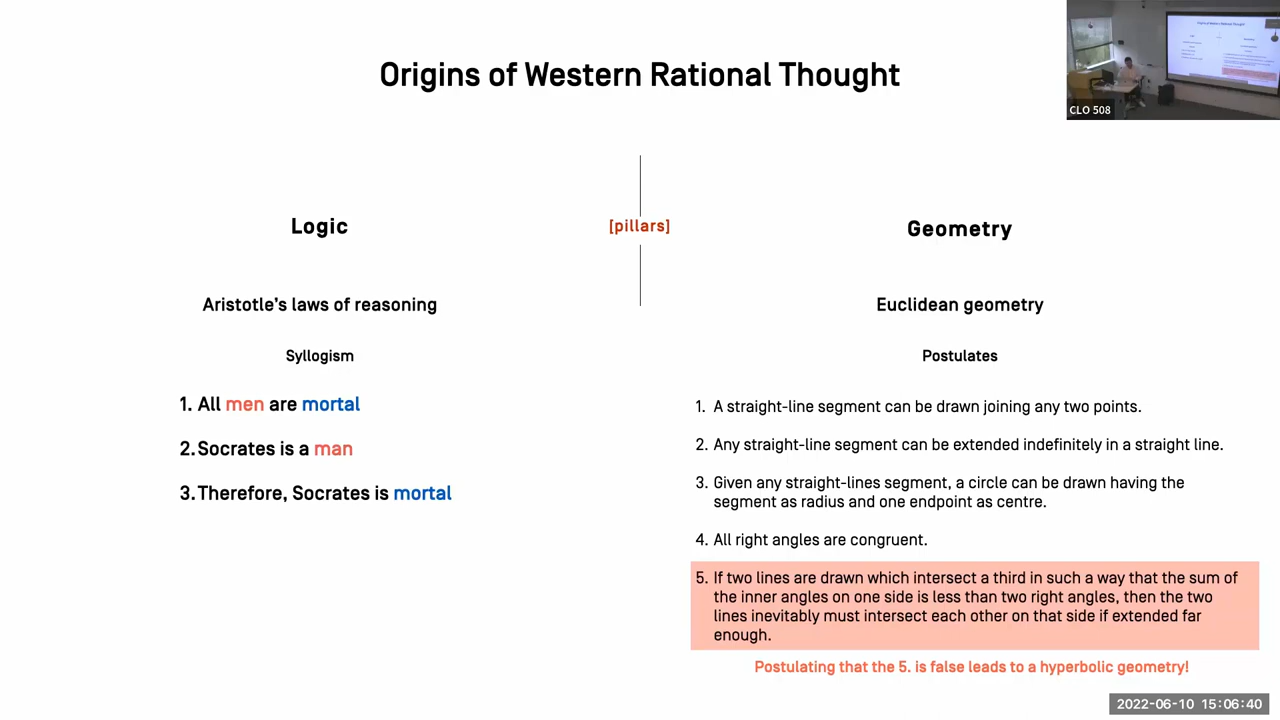 Origins of Western Rational Thought
CLO 508
Logic
[pillars]
Geometry
Aristotle's laws of reasoning
Euclidean geometry
Syllogism
Postulates
1. All men are mortal
2. Socrates is a man
3. Therefore, Socrates is mortal
1. A straight-line segment can be drawn joining any two points.
2. Any straight-line segment can be extended indefinitely in a straight line.
3. Given any straight-lines segment, a circle can be drawn having the
segment as radius and one endpoint as centre.
4. All right angles are congruent.
5. If two lines are drawn which intersect a third in such a way that the sum of
the inner angles on one side is less than two right angles, then the two
lines inevitably must intersect each other on that side if extended far
enough.
Postulating that the 5. is false leads to a hyperbolic geometry!
2022-06-10 15:06:40